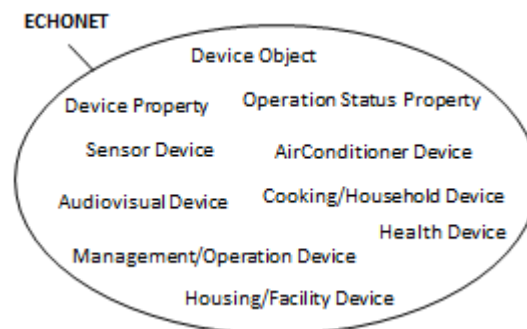 ECHONET
Device Object
Device Property
Operation Status Property
Sensor Device
AirConditioner Device
Audiovisual Device
Cooking/Household Device
Health Device
Management/Operation Device
Housing/Facility Device